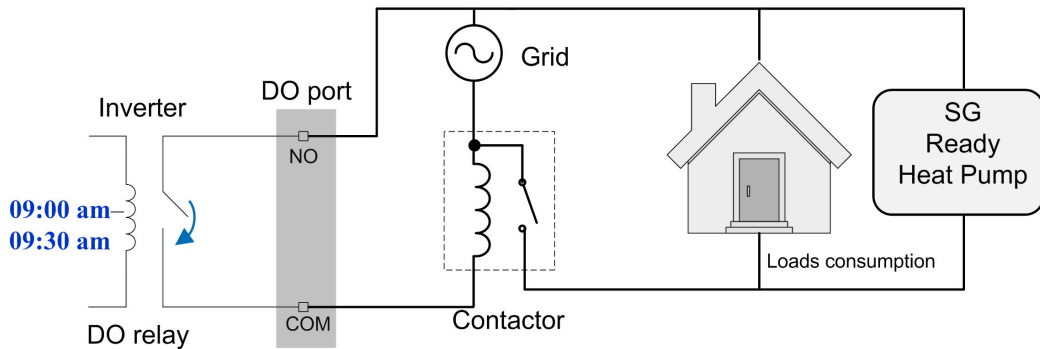 Grid
DO port
Inverter
SG
Ready
Heat Pump
NO
09:00 am
09:30 am
Loads consumption
COM
Contactor
DO relay